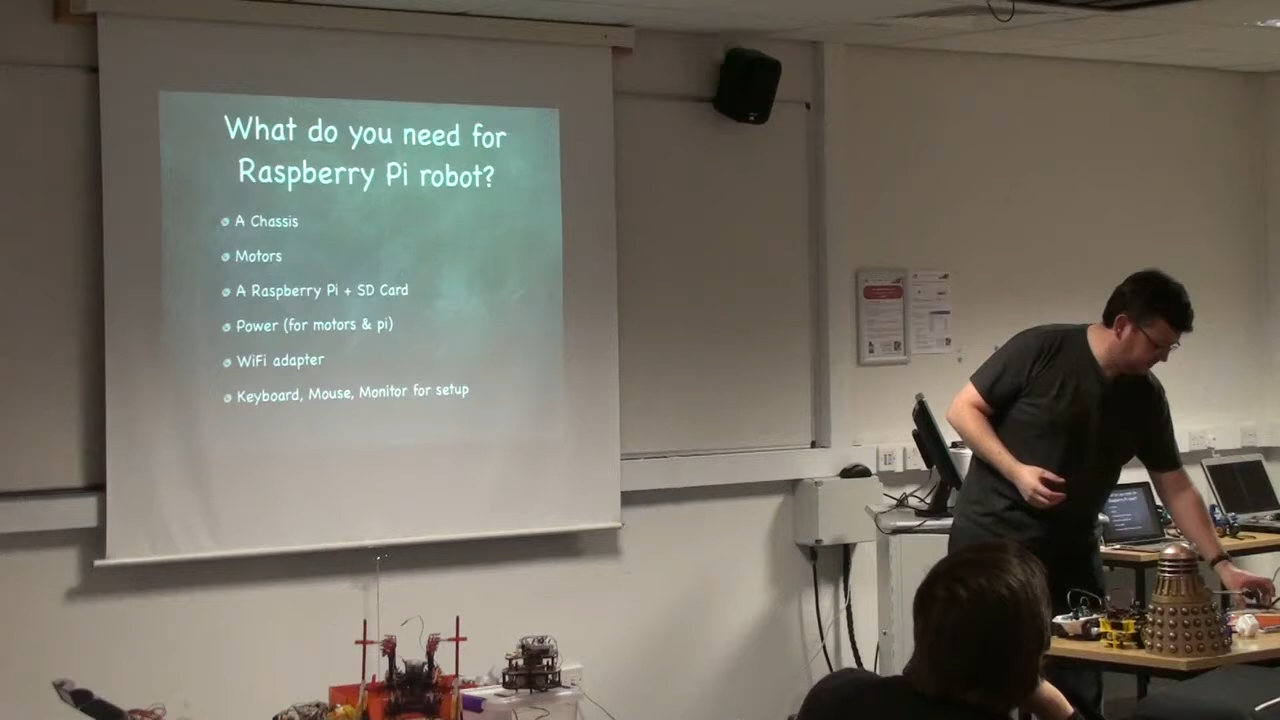 What do you need for
Raspberry Pi robot?
A Chassis
Motors
A Raspberry Pi + SD Card
Power (for motors & pi)
WiFi adapter
Keyboard, Mouse, Monitor for setup